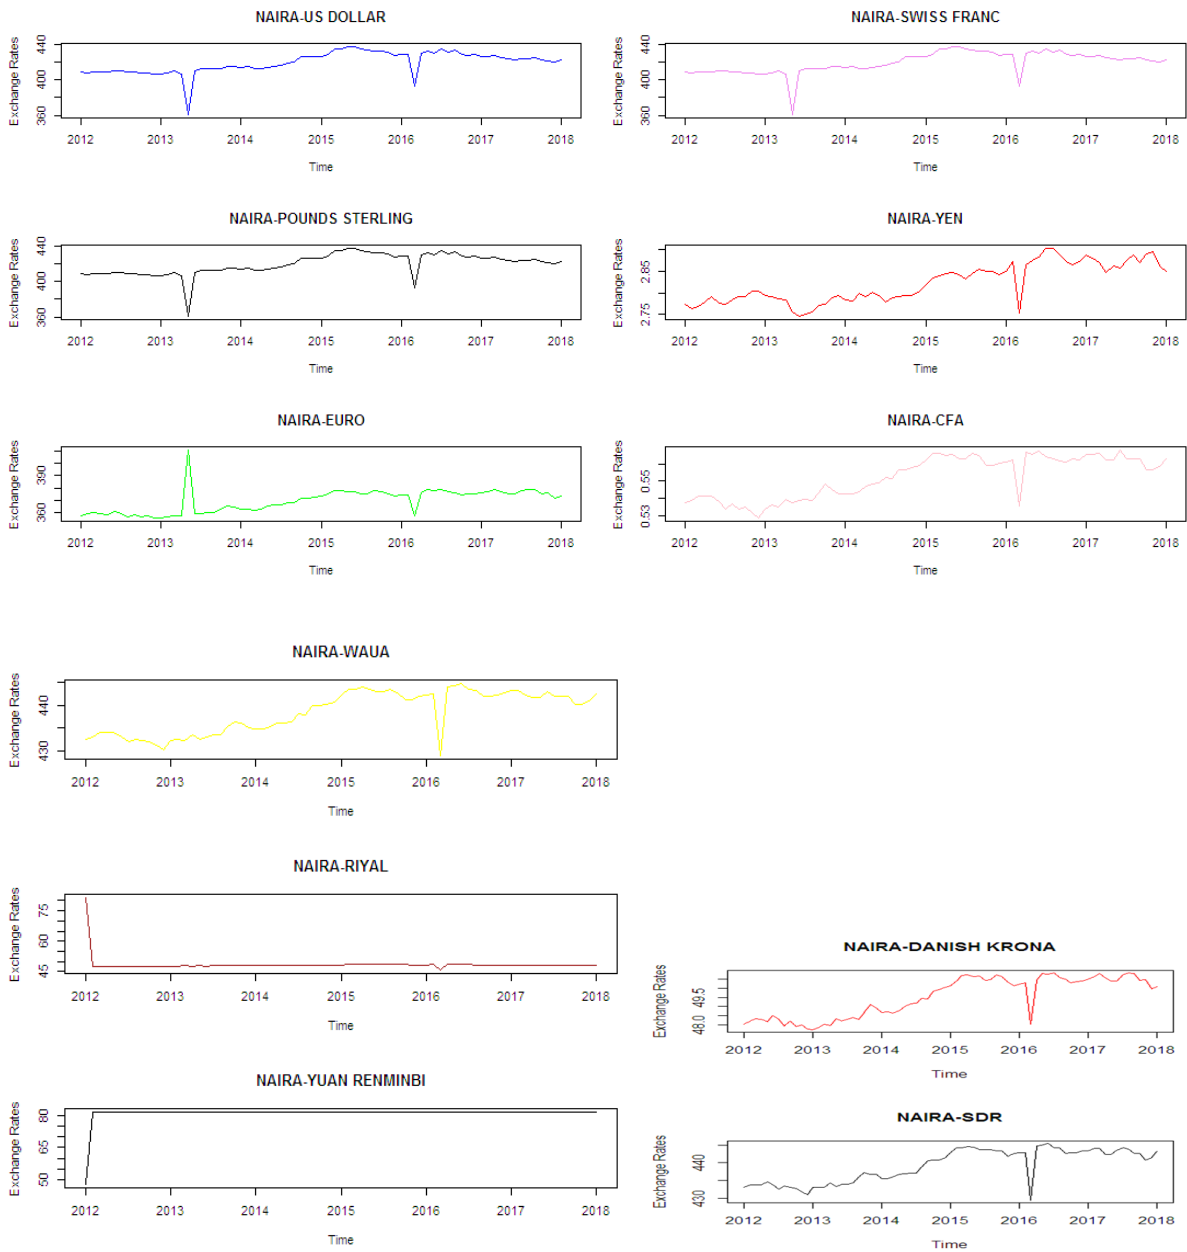 NAIRA-US DOLLAR
Exchange Rates
360 400 440
2012 2013 2014 2015 2016 2017 2018
Time
NAIRA-SWISS FRANC
Exchange Rates
360 400 440
2012 2013 2014 2015 2016 2017 2018
Time
NAIRA-POUNDS STERLING
Exchange Rates
360 400 440
2012 2013 2014 2015 2016 2017 2018
Time
NAIRA-YEN
Exchange Rates
2.75 2.85
2012 2013 2014 2015 2016 2017 2018
Time
NAIRA-EURO
Exchange Rates
360 390
2012 2013 2014 2015 2016 2017 2018
Time
NAIRA-CFA
Exchange Rates
0.53 0.55
2012 2013 2014 2015 2016 2017 2018
Time
NAIRA-WAUA
Exchange Rates
430 440
2012 2013 2014 2015 2016 2017 2018
Time
NAIRA-RIYAL
Exchange Rates
45 60 75
2012 2013 2014 2015 2016 2017 2018
Time
NAIRA-DANISH KRONA
Exchange Rates
48.0 49.5
2012 2013 2014 2015 2016 2017 2018
Time
NAIRA-YUAN RENMINBI
Exchange Rates
50 65 80
2012 2013 2014 2015 2016 2017 2018
Time
NAIRA-SDR
Exchange Rates
430 440
2012 2013 2014 2015 2016 2017 2018
Time